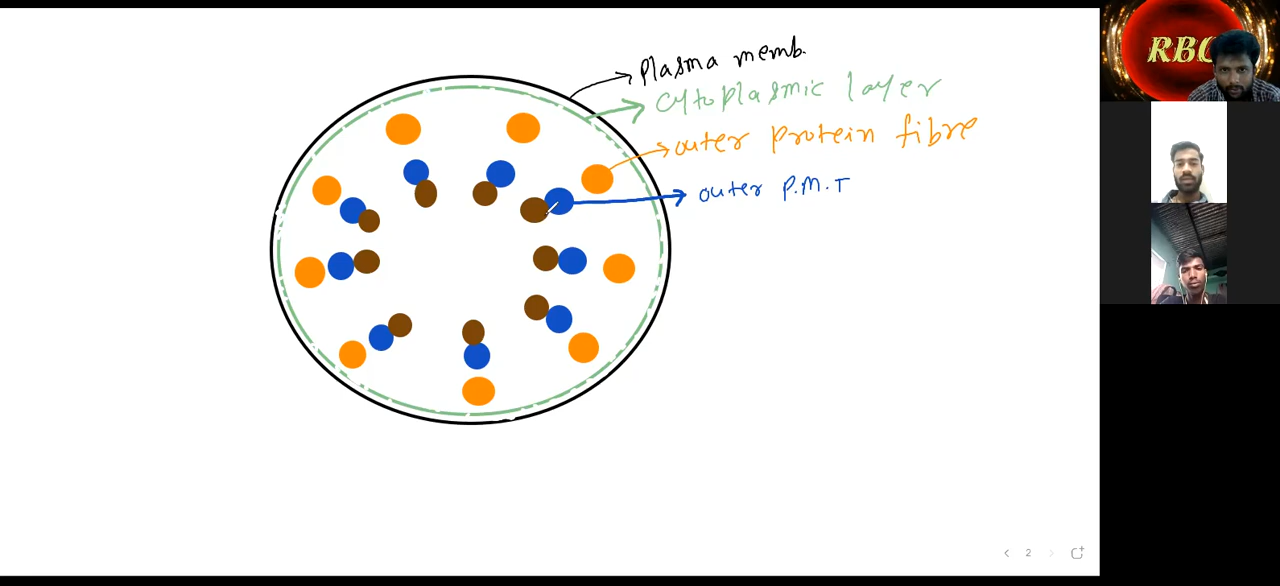 Plasma memb.
cytoplasmic layer
outer protein fibre
outer P.M.T
RBC
2